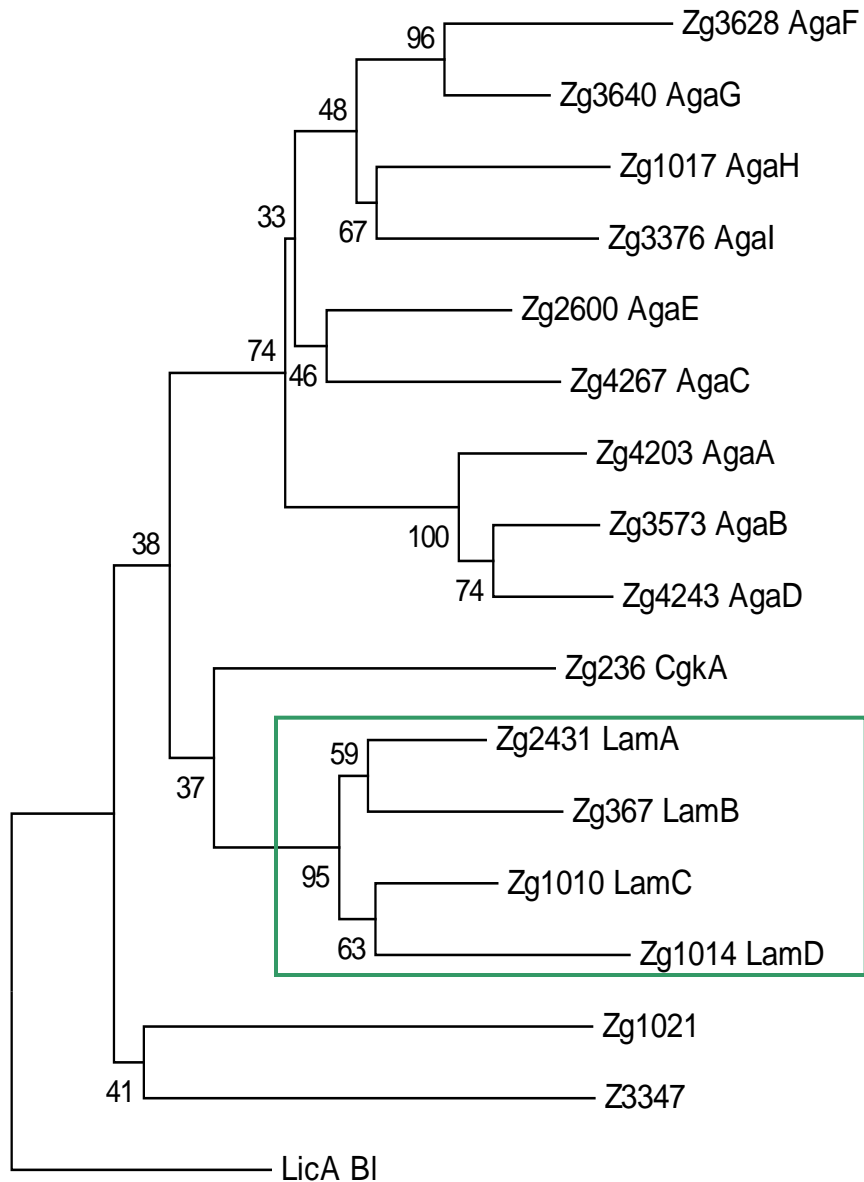 Zg3628 AgaF
96
Zg3640 AgaG
48
Zg1017 AgaH
33
67
Zg3376 AgaI
Zg2600 AgaE
74
46
Zg4267 AgaC
Zg4203 AgaA
100
Zg3573 AgaB
38
74
Zg4243 AgaD
Zg236 CgkA
Zg2431 LamA
59
37
Zg367 LamB
95
Zg1010 LamC
63
Zg1014 LamD
Zg1021
41
Z3347
LicA Bl